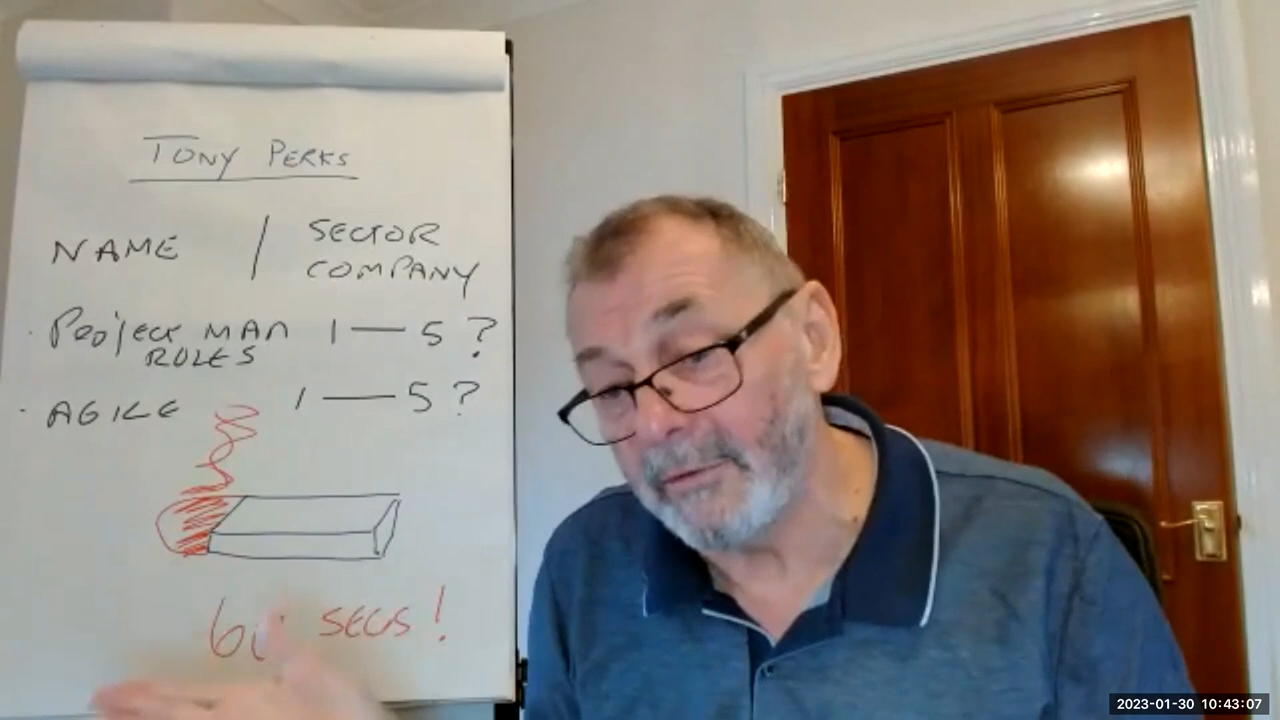 TONY PERKS
NAME | SECTOR
COMPANY
· Project MAN 1 — 5 ?
ROLES
· AGILE 1 — 5 ?
SECS!
2023-01-30 10:43:07